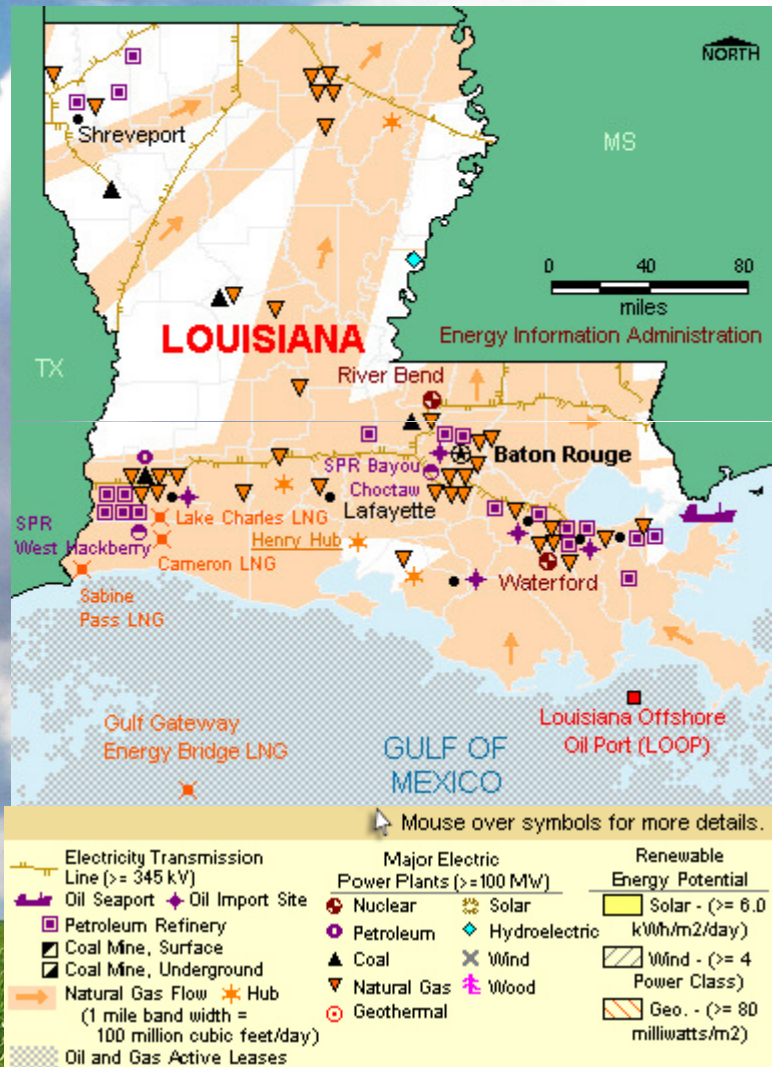 NORTH
Shreveport
MS
0 40 80
miles
Energy Information Administration
LOUISIANA
TX
River Bend
Baton Rouge
SPR Bayou
Choctaw
Lafayette
SPR
West Hackberry
Lake Charles LNG
Henry Hub
Cameron LNG
Waterford
Sabine
Pass LNG
Gulf Gateway
Energy Bridge LNG
GULF OF
MEXICO
Louisiana Offshore
Oil Port (LOOP)
Mouse over symbols for more details.
Electricity Transmission
Line (>= 345 kV)
Oil Seaport Oil Import Site
Petroleum Refinery
Coal Mine, Surface
Coal Mine, Underground
Natural Gas Flow Hub
(1 mile band width =
100 million cubic feet/day)
Oil and Gas Active Leases
Major Electric
Power Plants (>=100 MW)
Nuclear Solar
Petroleum Hydroelectric
Coal Wind
Natural Gas Wood
Geothermal
Renewable
Energy Potential
Solar - (>= 6.0
kWh/m2/day)
Wind - (>= 4
Power Class)
Geo. - (>= 80
milliwatts/m2)